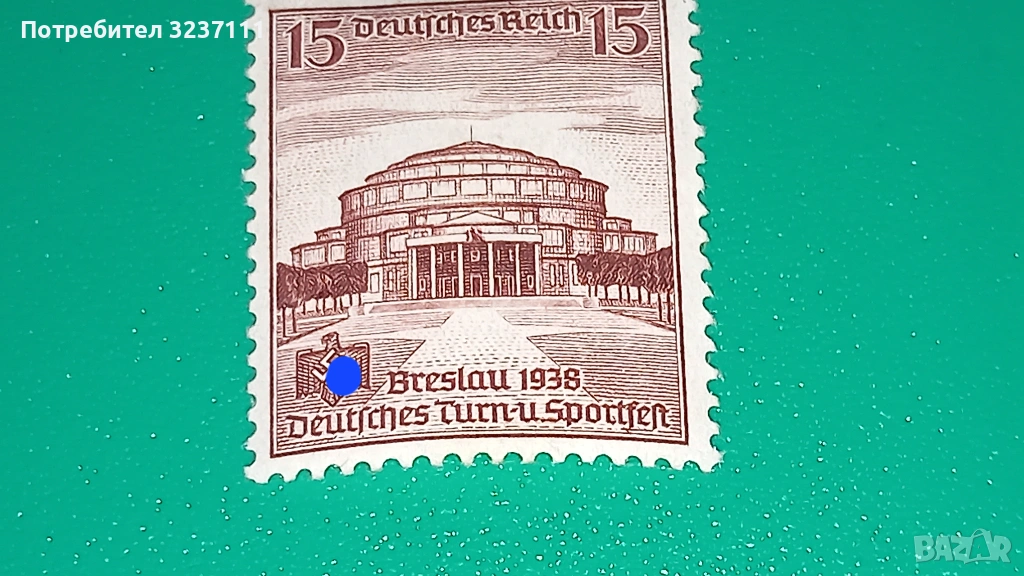 Потребител 3237111
15 Deutsches Reich 15
Breslau 1938
Deutsches Turn-u. Sportfest
BAZAR